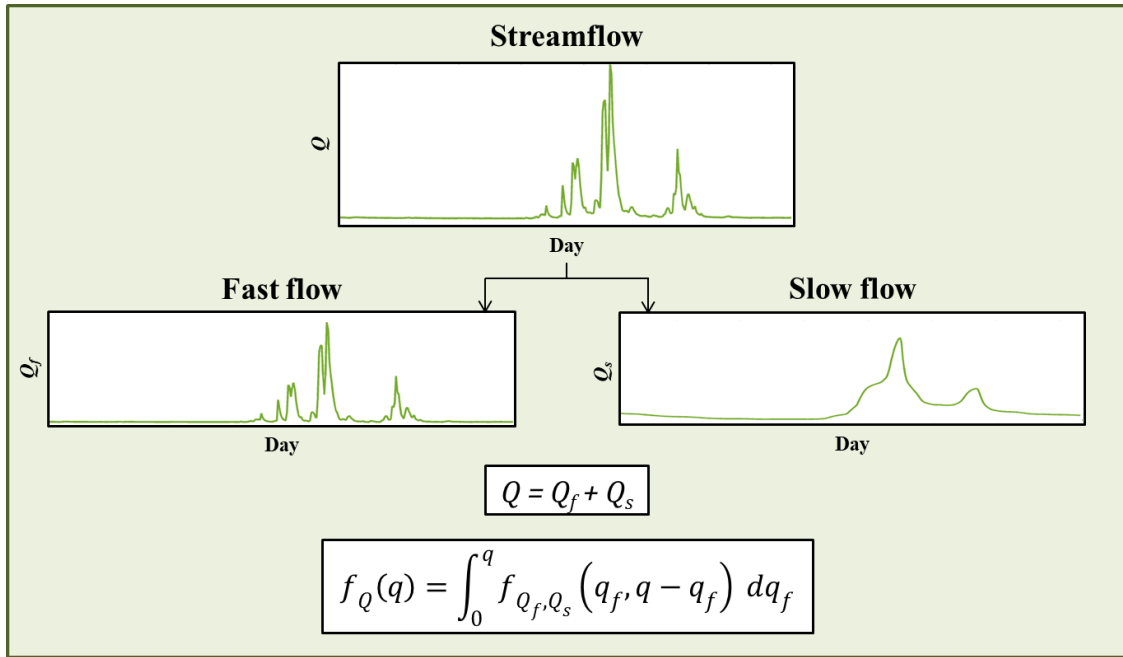 Streamflow
Q
Day
Fast flow
Slow flow
Q_f
Q_s
Day
Day
Q = Q_f + Q_s
f_Q(q) = ∫_0^q f_{Q_f,Q_s}(q_f, q − q_f) dq_f